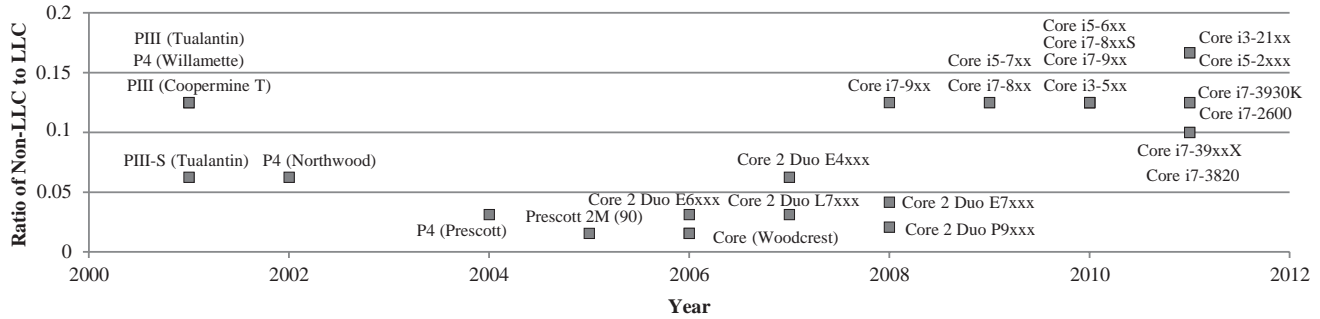 Ratio of Non-LLC to LLC
0.2
0.15
0.1
0.05
0
PIII (Tualantin)
P4 (Willamette)
PIII (Coopermine T)
PIII-S (Tualantin)
P4 (Northwood)
P4 (Prescott)
Prescott 2M (90)
Core 2 Duo E6xxx
Core (Woodcrest)
Core 2 Duo E4xxx
Core 2 Duo L7xxx
Core i7-9xx
Core 2 Duo E7xxx
Core 2 Duo P9xxx
Core i5-7xx
Core i7-8xx
Core i5-6xx
Core i7-8xxS
Core i7-9xx
Core i3-5xx
Core i3-21xx
Core i5-2xxx
Core i7-3930K
Core i7-2600
Core i7-39xxX
Core i7-3820
2000 2002 2004 2006 2008 2010 2012
Year